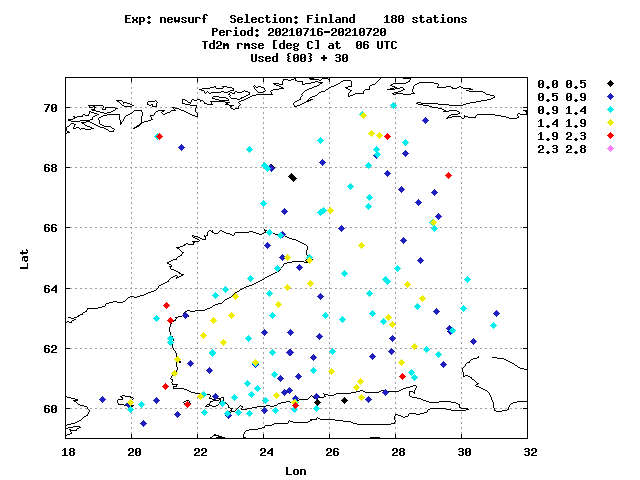 Exp: newsurf   Selection: Finland    180 stations
Period: 20210716-20210720
Td2m rmse [deg C] at  06 UTC
Used {00} + 30
0.0 0.5
0.5 0.9
0.9 1.4
1.4 1.9
1.9 2.3
2.3 2.8
70
68
66
64
62
60
Lat
18 20 22 24 26 28 30 32
Lon